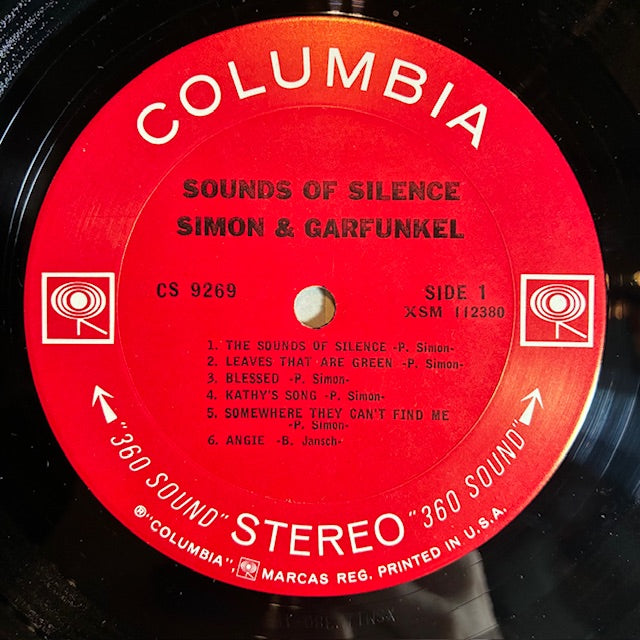 COLUMBIA
SOUNDS OF SILENCE
SIMON & GARFUNKEL
CS 9269
SIDE 1
XSM 112380
1. THE SOUNDS OF SILENCE -P. Simon-
2. LEAVES THAT ARE GREEN -P. Simon-
3. BLESSED -P. Simon-
4. KATHY'S SONG -P. Simon-
5. SOMEWHERE THEY CAN'T FIND ME
-P. Simon-
6. ANGIE -B. Jansch-
"360 SOUND" STEREO "360 SOUND"
®"COLUMBIA", MARCAS REG. PRINTED IN U.S.A.